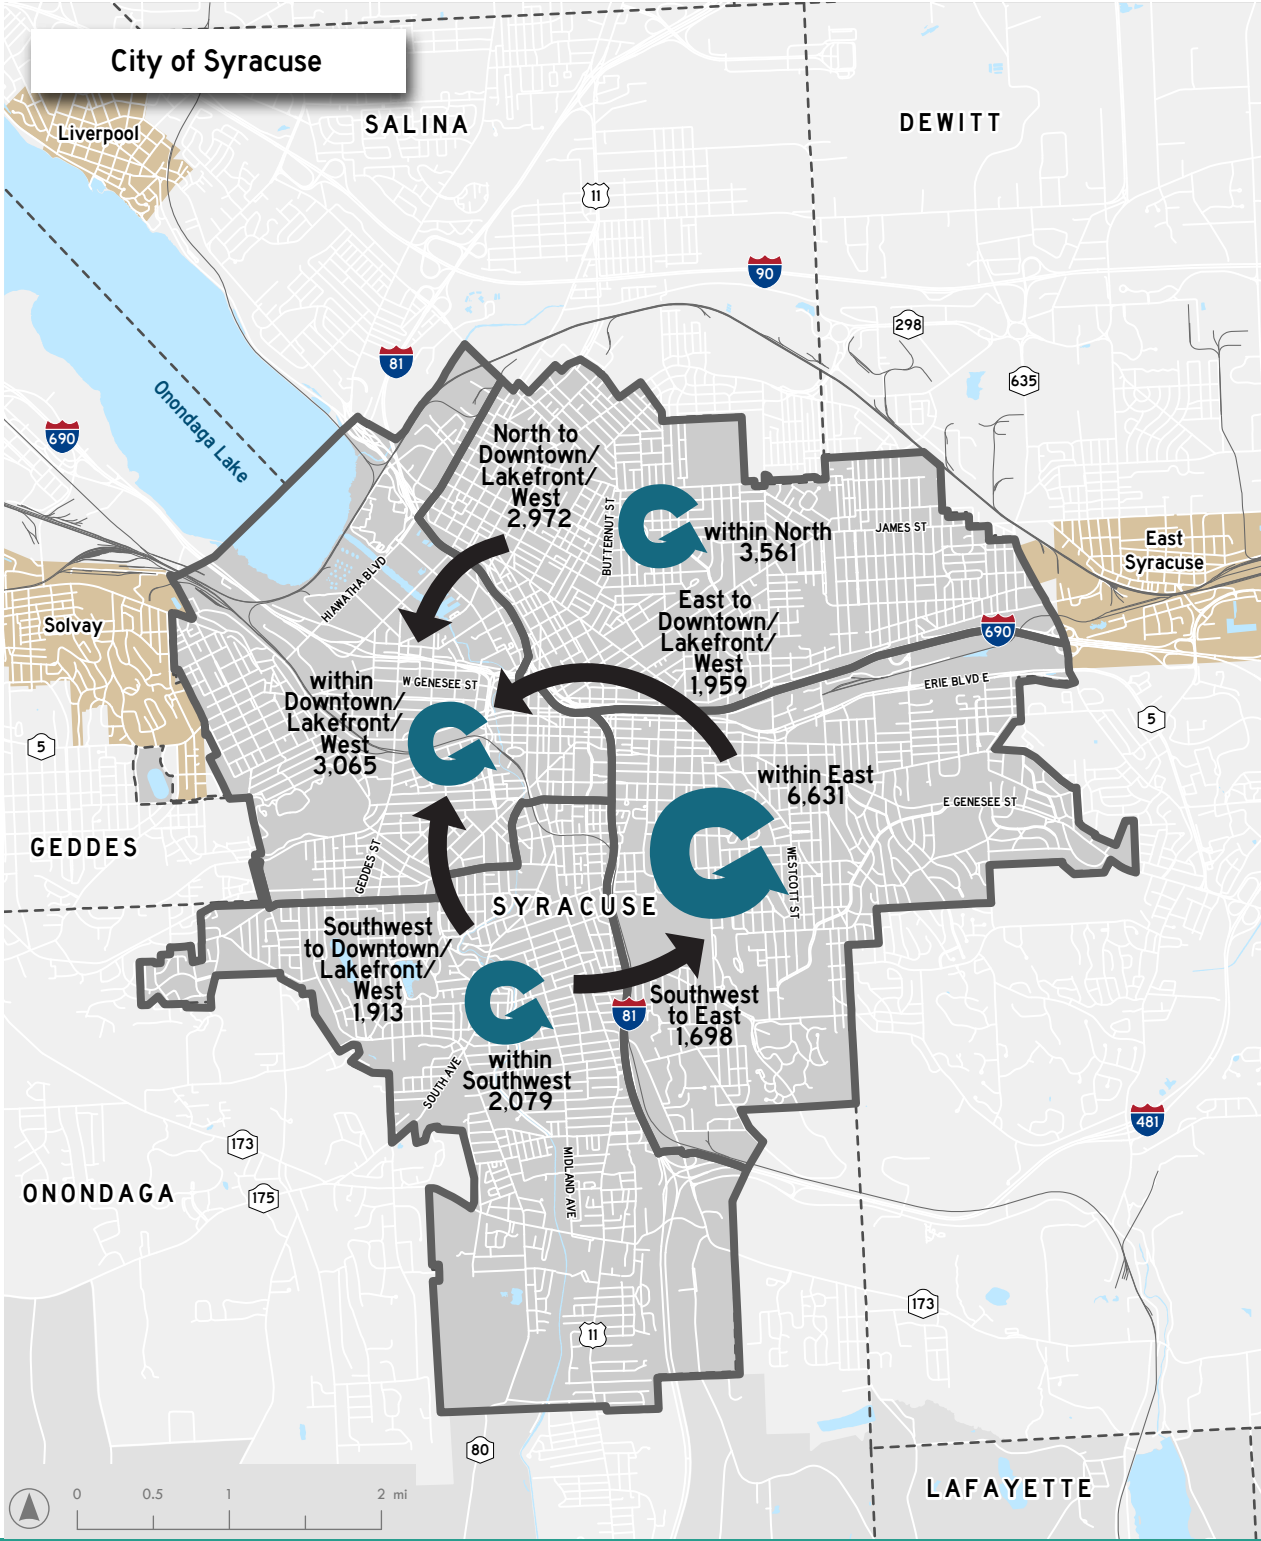 City of Syracuse
Liverpool
SALINA
DEWITT
11
90
298
81
635
690
Onondaga Lake
North to
Downtown/
Lakefront/
West
2,972
BUTTERNUT ST
within North
3,561
JAMES ST
East
Syracuse
HIAWATHA BLVD
East to
Downtown/
Lakefront/
West
1,959
Solvay
690
within
Downtown/
Lakefront/
West
3,065
W GENESEE ST
ERIE BLVD E
5
5
within East
6,631
E GENESEE ST
GEDDES
GEDDES ST
WESTCOTT ST
SYRACUSE
Southwest
to Downtown/
Lakefront/
West
1,913
Southwest
to East
1,698
81
within
Southwest
2,079
SOUTH AVE
481
173
MIDLAND AVE
ONONDAGA
175
173
11
80
LAFAYETTE
0 0.5 1 2 mi